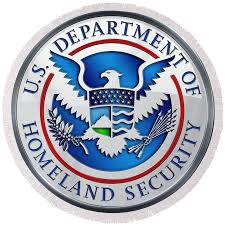 U.S. DEPARTMENT OF
HOMELAND SECURITY